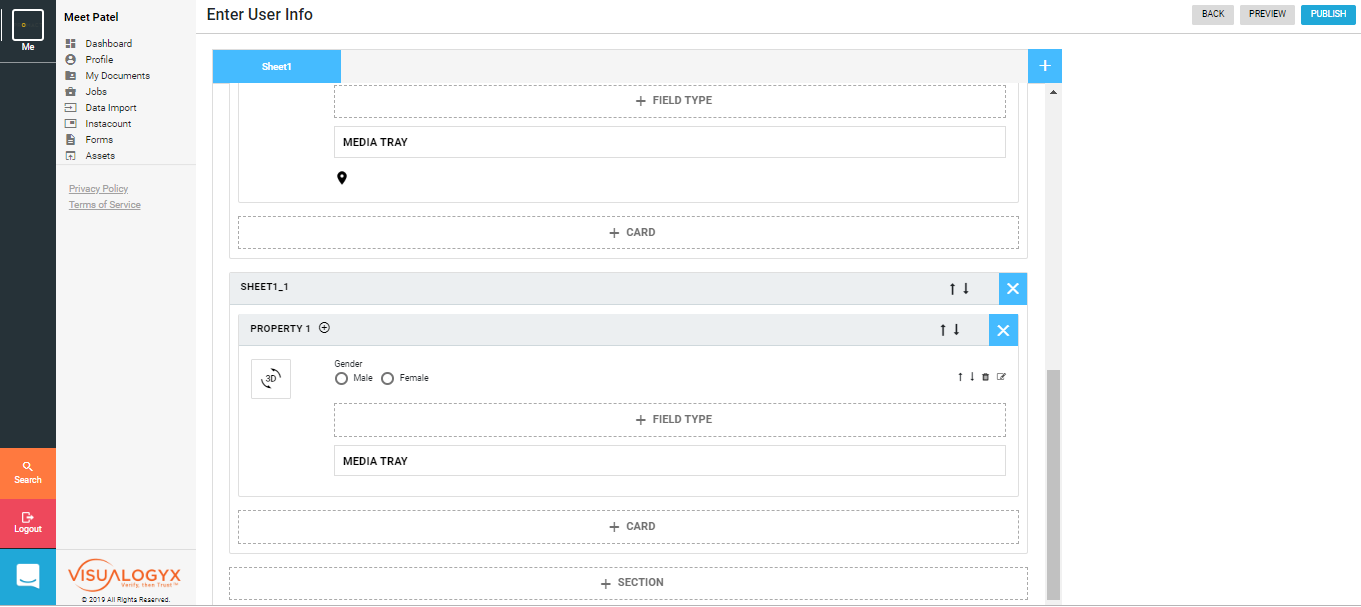 Meet Patel
Enter User Info
BACK
PREVIEW
PUBLISH
Me
Dashboard
Profile
My Documents
Jobs
Data Import
Instacount
Forms
Assets
Privacy Policy
Terms of Service
Sheet1
+
+ FIELD TYPE
MEDIA TRAY
+ CARD
SHEET1_1
PROPERTY 1
3D
Gender
Male
Female
+ FIELD TYPE
MEDIA TRAY
+ CARD
+ SECTION
Search
Logout
VISUALOGYX
Verify, then Trust™
© 2019 All Rights Reserved.